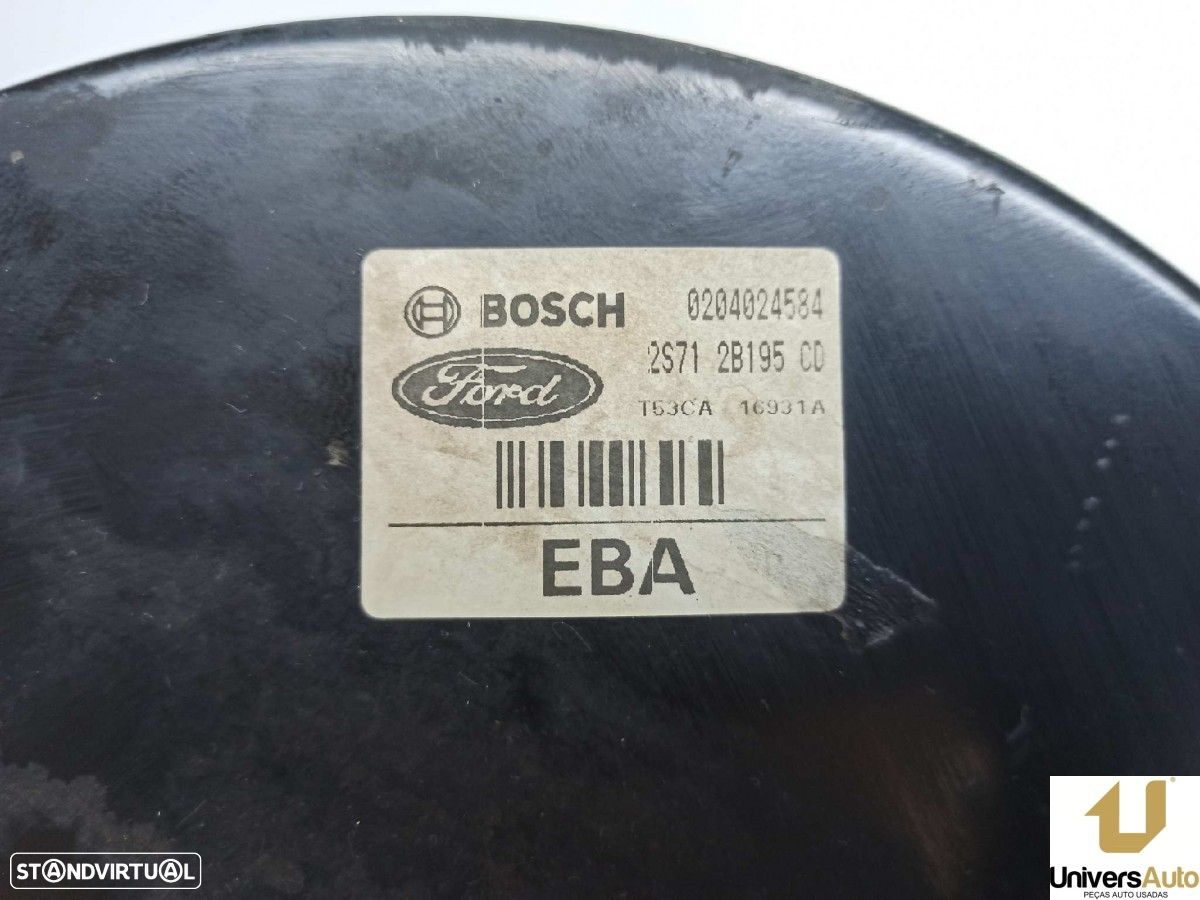 BOSCH 0204024584
Ford 2S71 2B195 CD
T53CA 16931A
EBA
STANDVIRTUAL
UniversAuto
PEÇAS AUTO USADAS